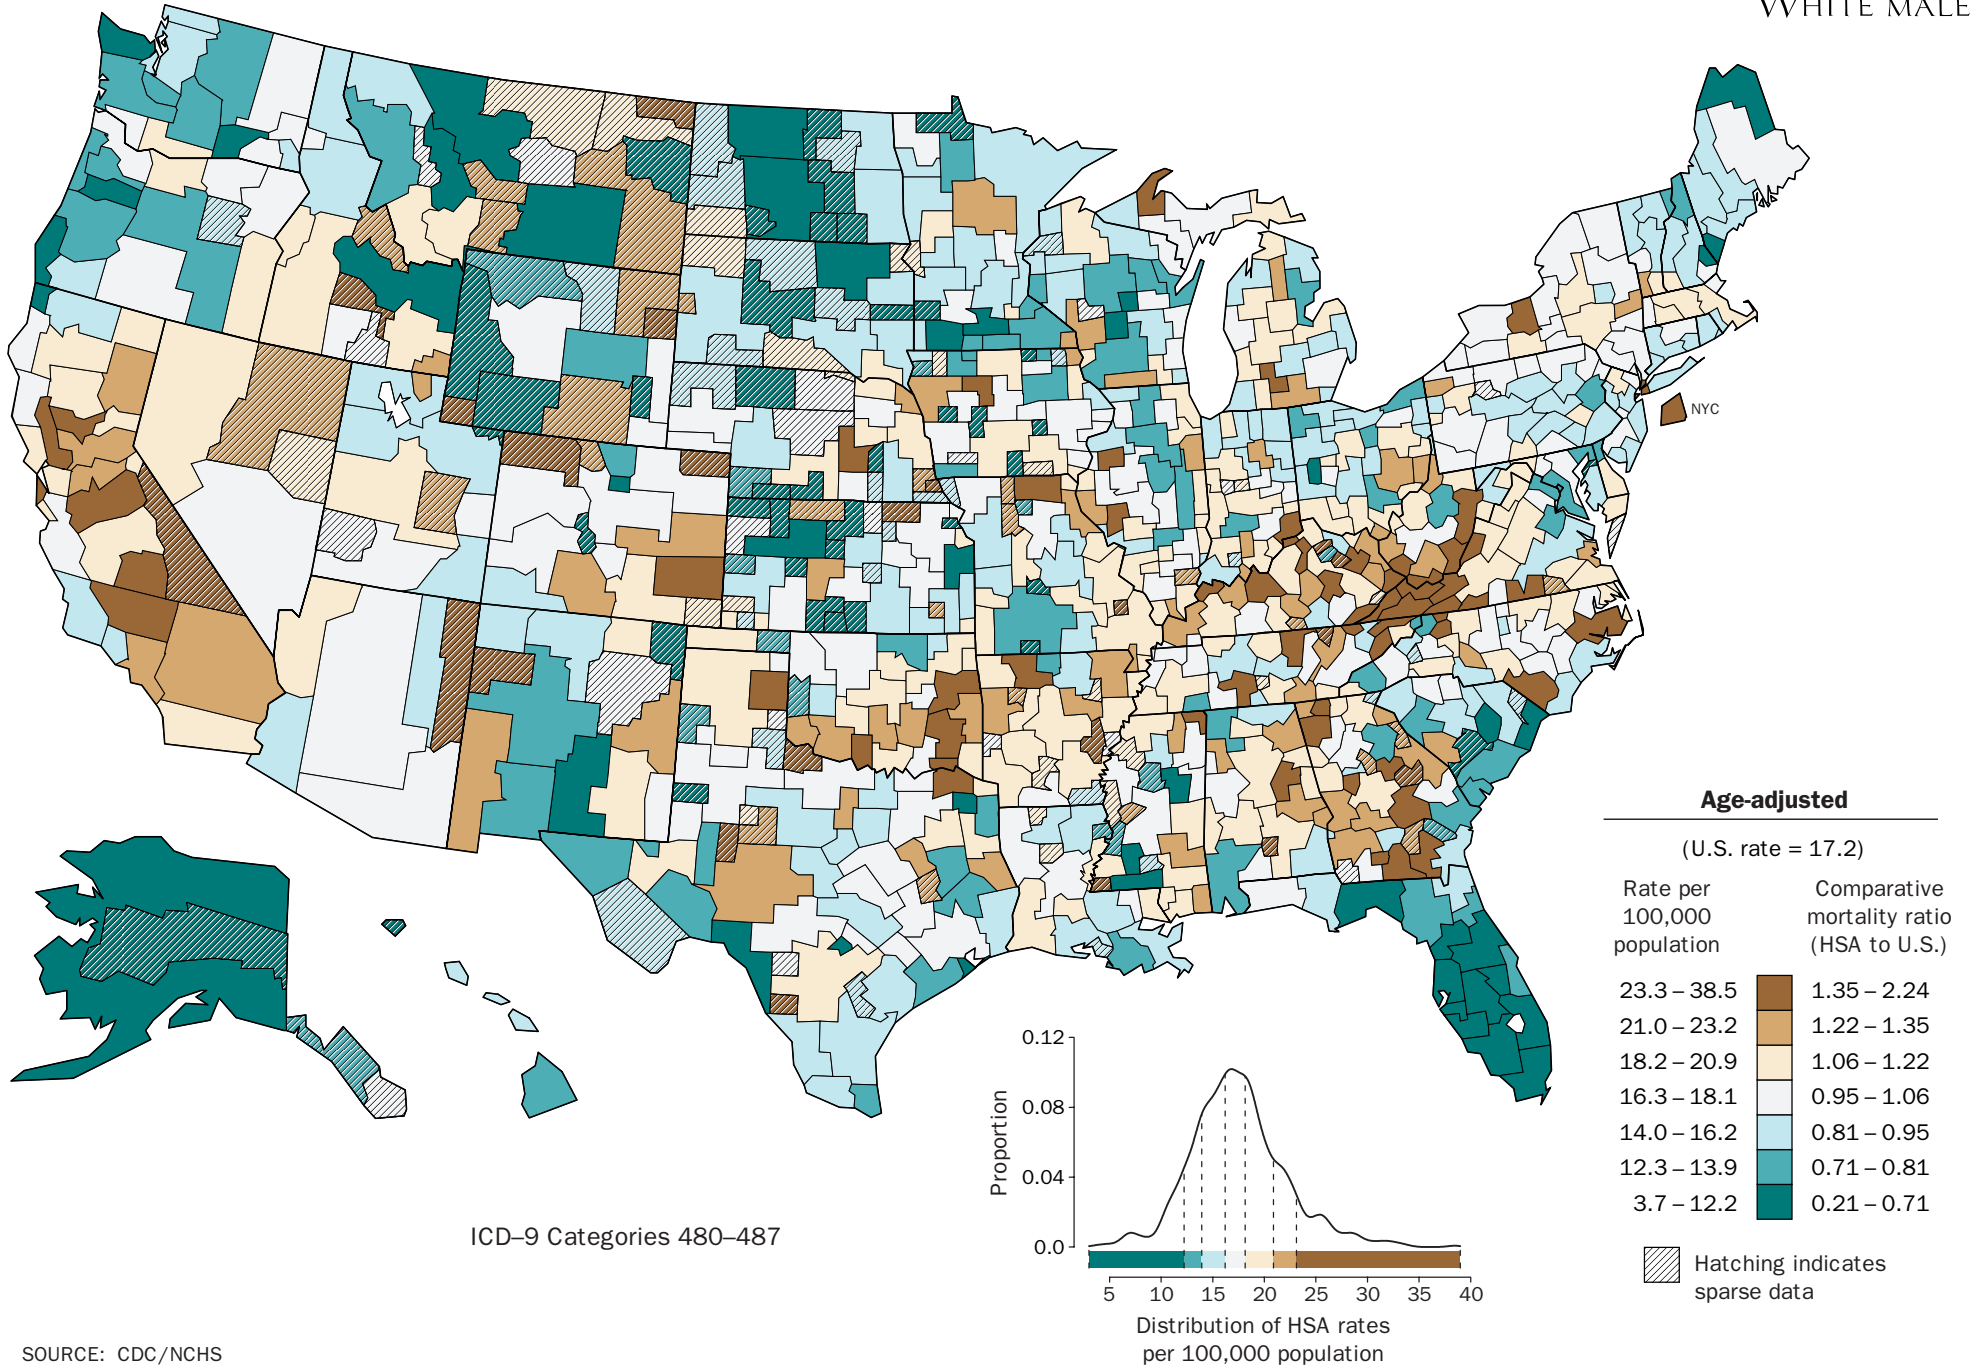 WHITE MALE
NYC
Age-adjusted
(U.S. rate = 17.2)
Rate per
100,000
population
Comparative
mortality ratio
(HSA to U.S.)
23.3 – 38.5
1.35 – 2.24
21.0 – 23.2
1.22 – 1.35
18.2 – 20.9
1.06 – 1.22
16.3 – 18.1
0.95 – 1.06
14.0 – 16.2
0.81 – 0.95
12.3 – 13.9
0.71 – 0.81
3.7 – 12.2
0.21 – 0.71
Hatching indicates
sparse data
0.12
0.08
0.04
0.0
Proportion
5 10 15 20 25 30 35 40
Distribution of HSA rates
per 100,000 population
ICD–9 Categories 480–487
SOURCE: CDC/NCHS